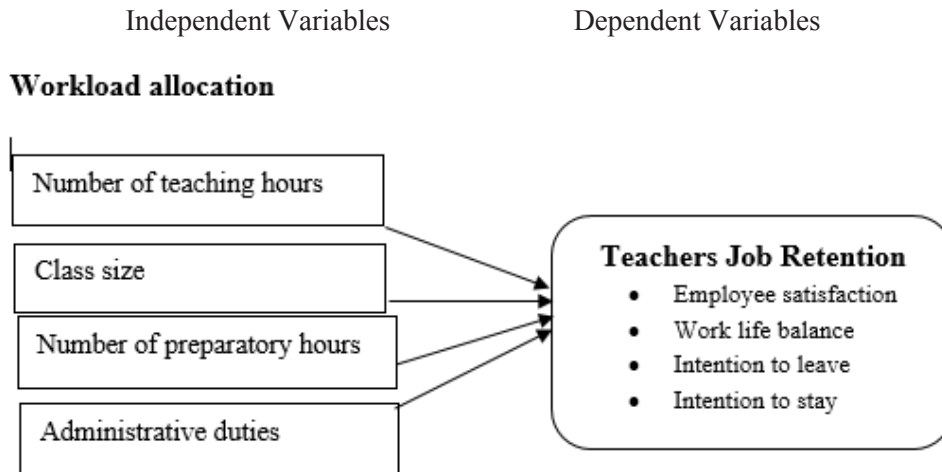 Independent Variables
Dependent Variables
Workload allocation
Number of teaching hours
Class size
Number of preparatory hours
Administrative duties
Teachers Job Retention
• Employee satisfaction
• Work life balance
• Intention to leave
• Intention to stay